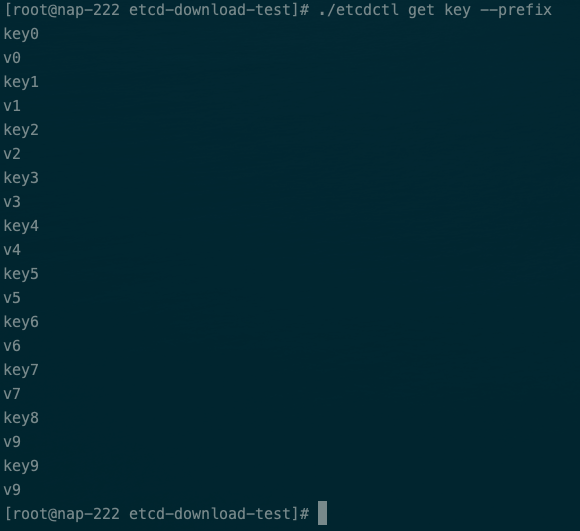 [root@nap-222 etcd-download-test]# ./etcdctl get key --prefix
key0
v0
key1
v1
key2
v2
key3
v3
key4
v4
key5
v5
key6
v6
key7
v7
key8
v9
key9
v9
[root@nap-222 etcd-download-test]#